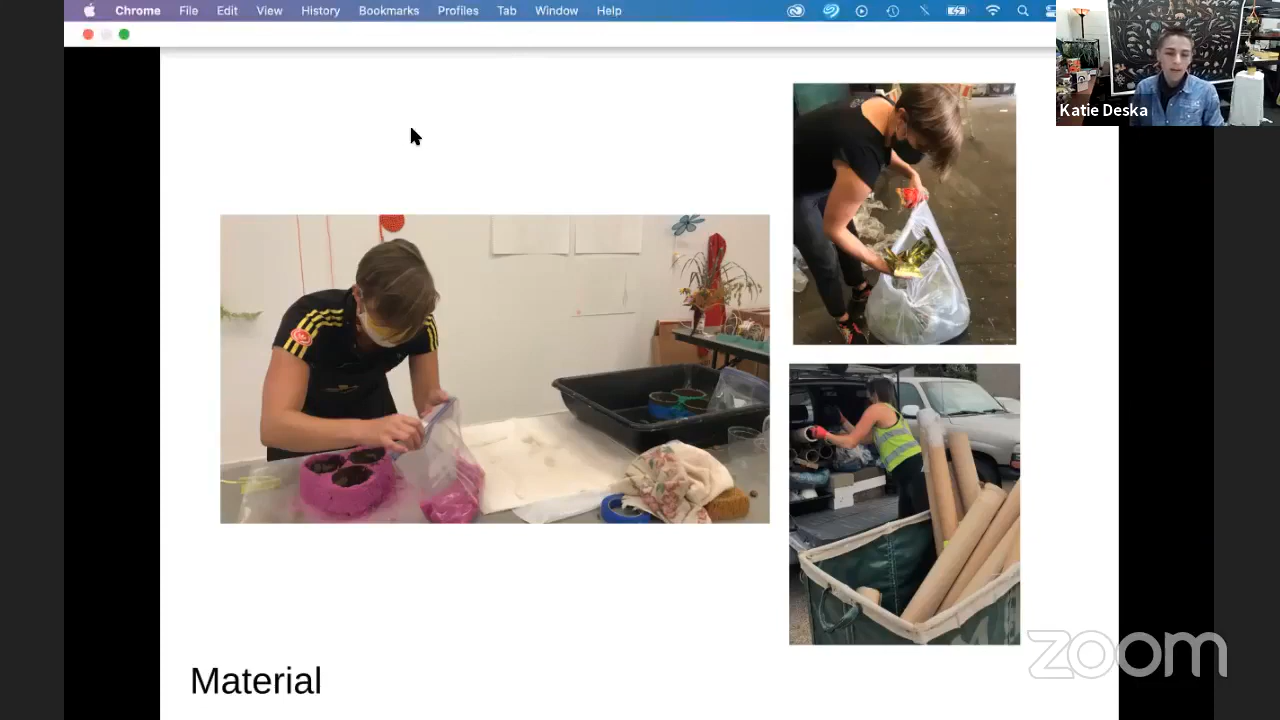 Chrome File Edit View History Bookmarks Profiles Tab Window Help
Katie Deska
Material
zoom